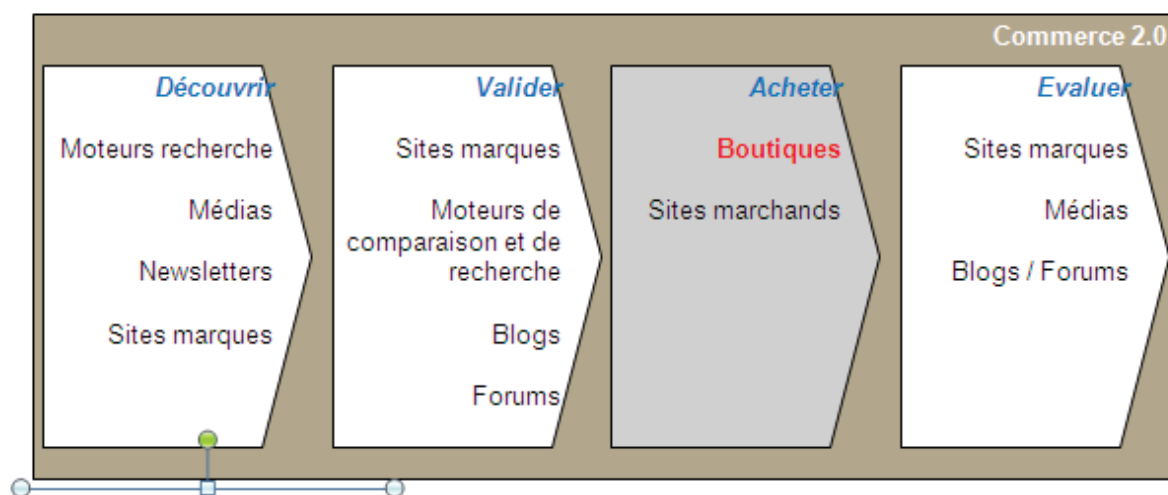 Commerce 2.0
Découvrir
Moteurs recherche
Médias
Newsletters
Sites marques
Valider
Sites marques
Moteurs de
comparaison et de
recherche
Blogs
Forums
Acheter
Boutiques
Sites marchands
Evaluer
Sites marques
Médias
Blogs / Forums